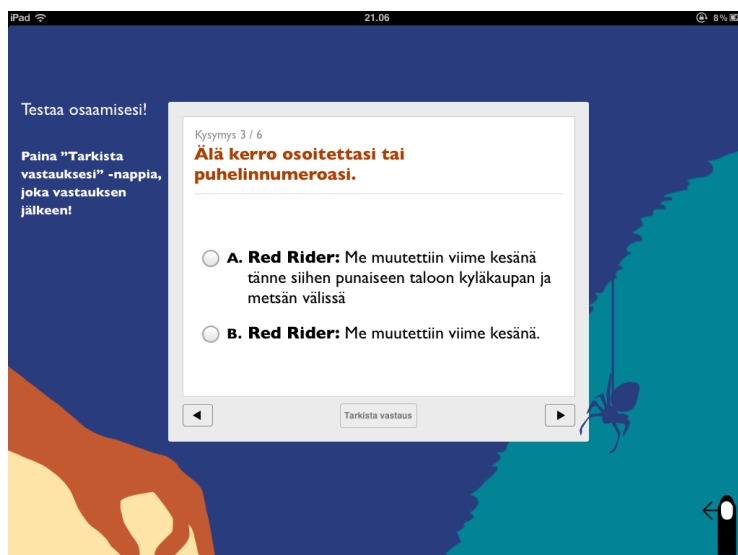 iPad 21.06 8%
Testaa osaamisesi!
Paina ”Tarkista
vastauksesi” -nappia,
joka vastauksen
jälkeen!
Kysymys 3 / 6
Älä kerro osoitettasi tai
puhelinnumeroasi.
A. Red Rider: Me muutettiin viime kesänä
tänne siihen punaiseen taloon kyläkaupan ja
metsän välissä
B. Red Rider: Me muutettiin viime kesänä.
Tarkista vastaus